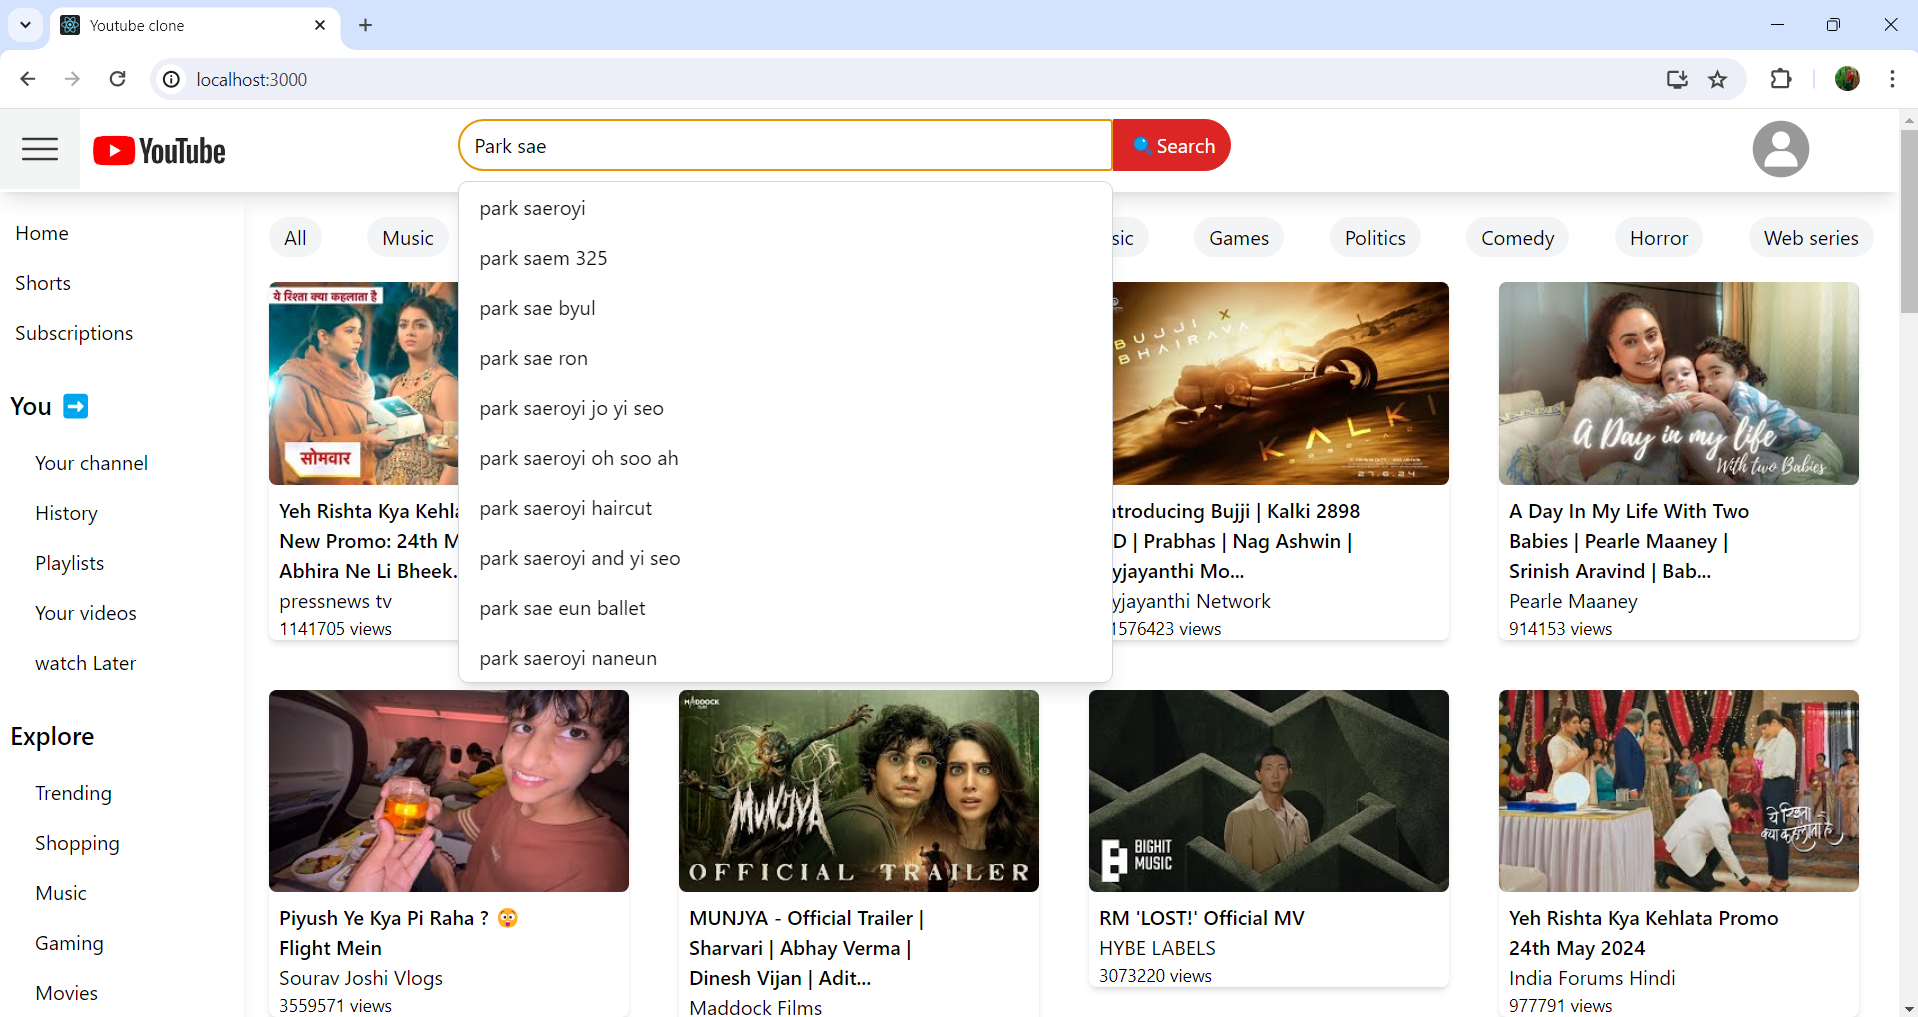 Youtube clone
localhost:3000
YouTube
Park sae
Search
park saeroyi
park saem 325
park sae byul
park sae ron
park saeroyi jo yi seo
park saeroyi oh soo ah
park saeroyi haircut
park saeroyi and yi seo
park sae eun ballet
park saeroyi naneun
Home
Shorts
Subscriptions
You
Your channel
History
Playlists
Your videos
watch Later
Explore
Trending
Shopping
Music
Gaming
Movies
All
Music
sic
Games
Politics
Comedy
Horror
Web series
ये रिश्ता क्या कहलाता है
सोमवार
Yeh Rishta Kya Kehla
New Promo: 24th M
Abhira Ne Li Bheek.
pressnews tv
1141705 views
BUJJI X
BHAIRAVA
KALKI
27.6.24
troducing Bujji | Kalki 2898
D | Prabhas | Nag Ashwin |
yjayanthi Mo...
yjayanthi Network
1576423 views
A Day in my life
With two Babies
A Day In My Life With Two
Babies | Pearle Maaney |
Srinish Aravind | Bab...
Pearle Maaney
914153 views
Piyush Ye Kya Pi Raha ? 😲
Flight Mein
Sourav Joshi Vlogs
3559571 views
MADDOCK
MUNJYA
OFFICIAL TRAILER
MUNJYA - Official Trailer |
Sharvari | Abhay Verma |
Dinesh Vijan | Adit...
Maddock Films
BIGHIT
MUSIC
RM 'LOST!' Official MV
HYBE LABELS
3073220 views
ये रिश्ता
क्या कहलाता है
Yeh Rishta Kya Kehlata Promo
24th May 2024
India Forums Hindi
977791 views